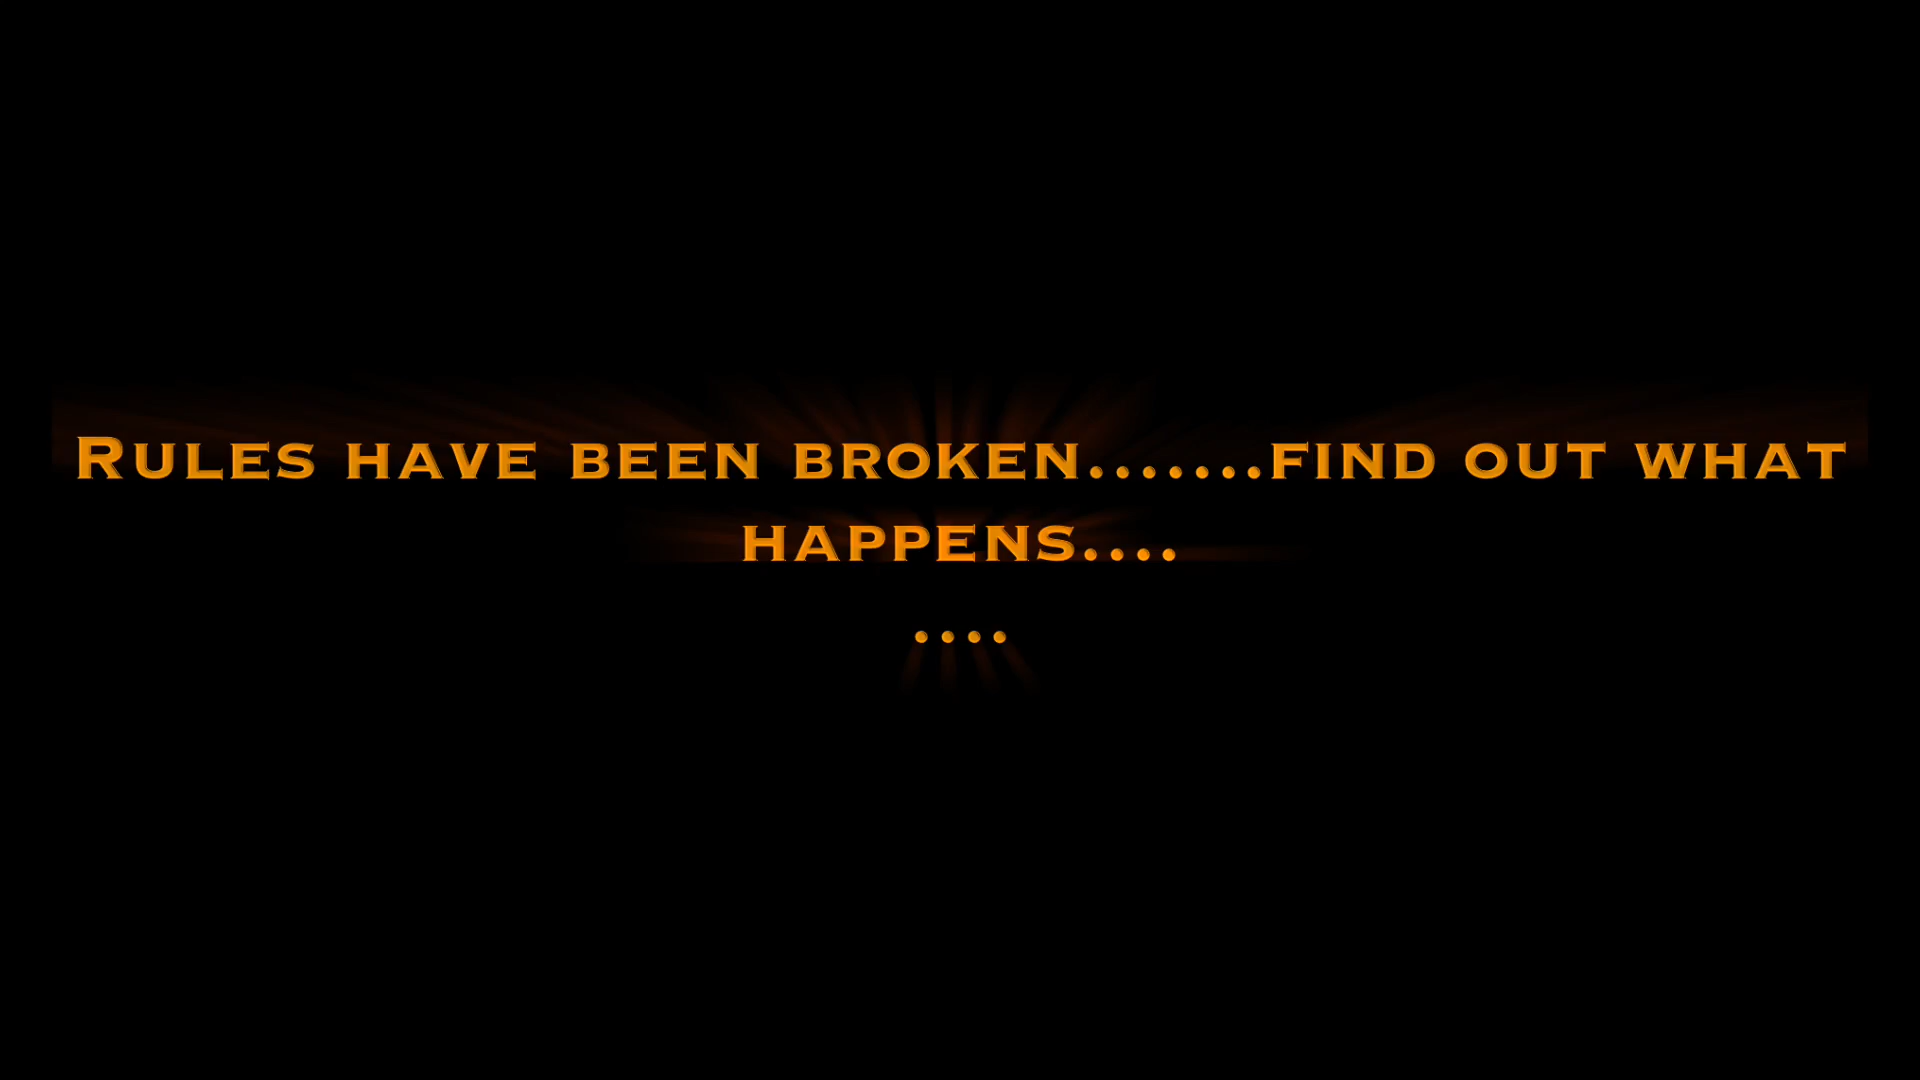 Rules have been broken.......find out what
happens....
....